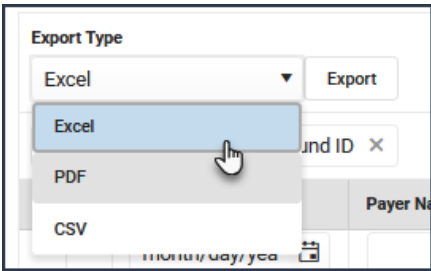 Export Type
Excel
Export
Excel
und ID ×
PDF
Payer Na
CSV
month/day/yea